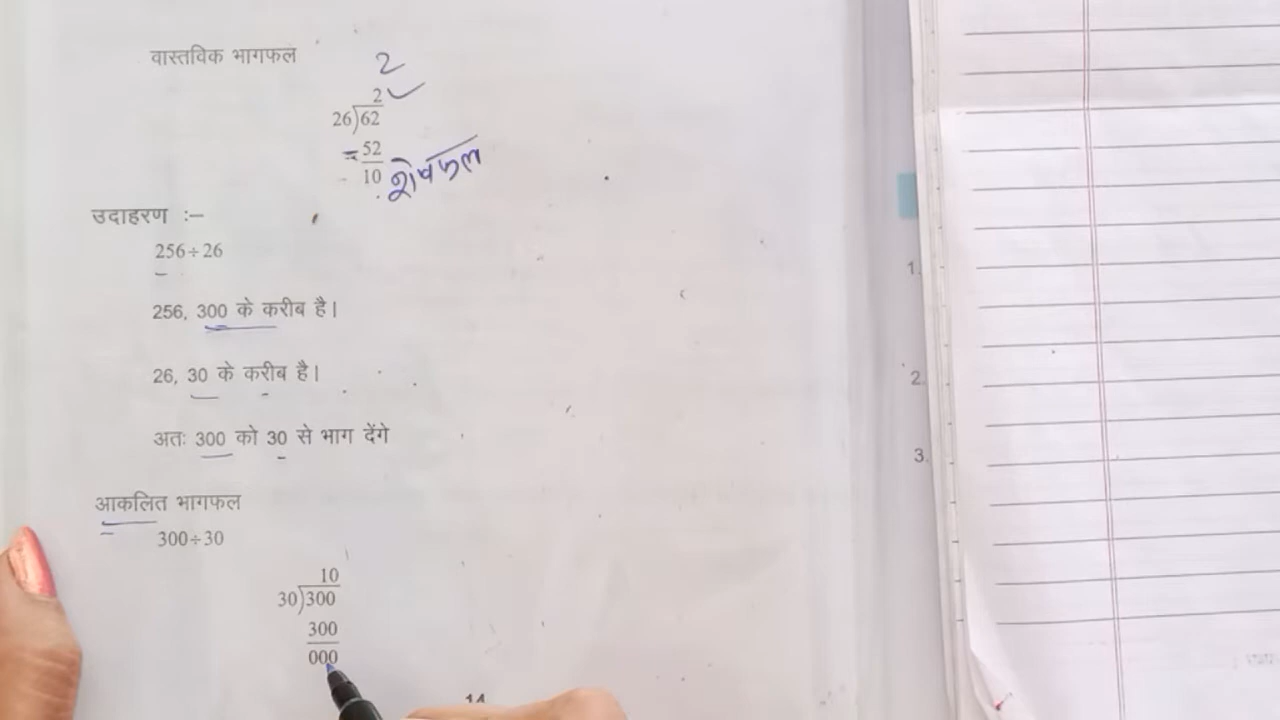 वास्तविक भागफल
2
2
26)62
= 52
10 शेषफल
उदाहरण :–
256÷26
256, 300 के करीब है।
26, 30 के करीब है।
अतः 300 को 30 से भाग देंगे
आकलित भागफल
300÷30
10
30)300
300
000
14
1.
2.
3.